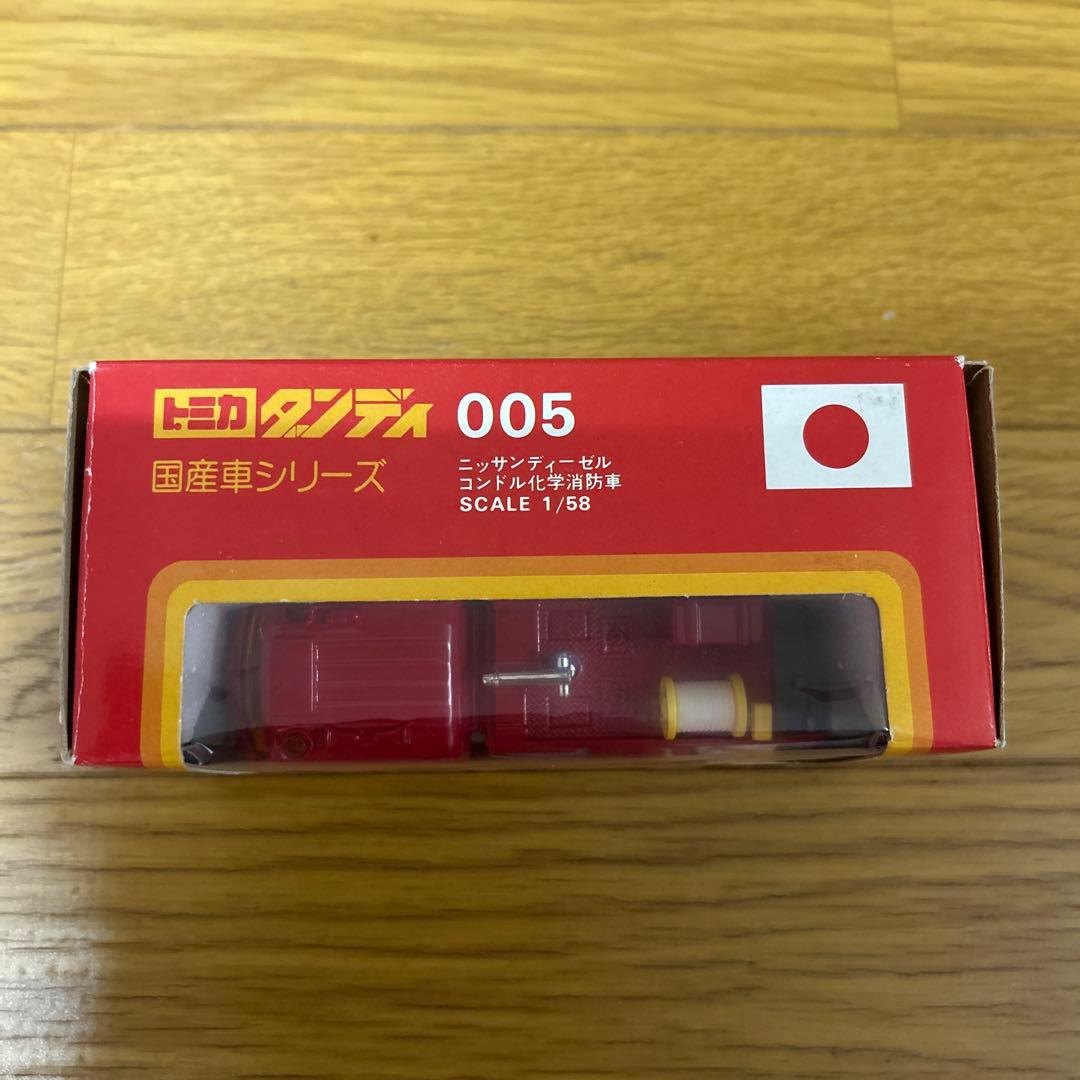 トミカ ダンディ 005
国産車シリーズ
ニッサンディーゼル
コンドル化学消防車
SCALE 1/58